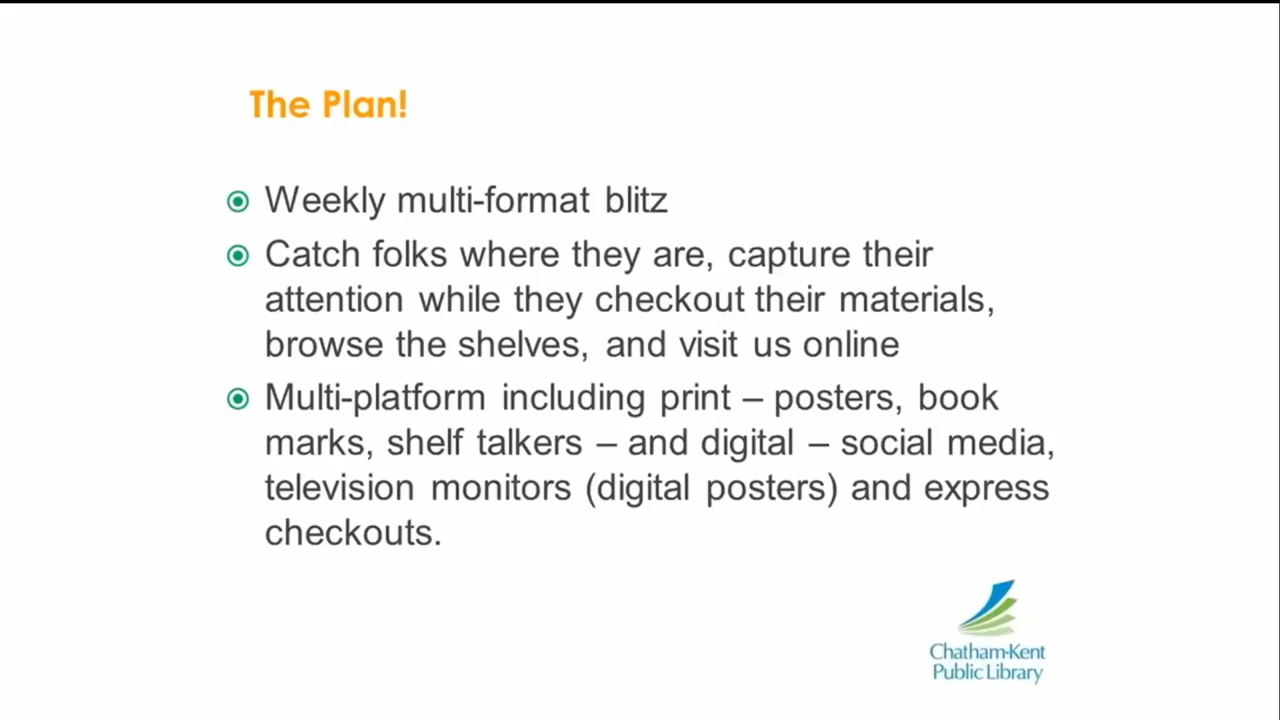 The Plan!
Weekly multi-format blitz
Catch folks where they are, capture their
attention while they checkout their materials,
browse the shelves, and visit us online
Multi-platform including print – posters, book
marks, shelf talkers – and digital – social media,
television monitors (digital posters) and express
checkouts.
Chatham-Kent
Public Library